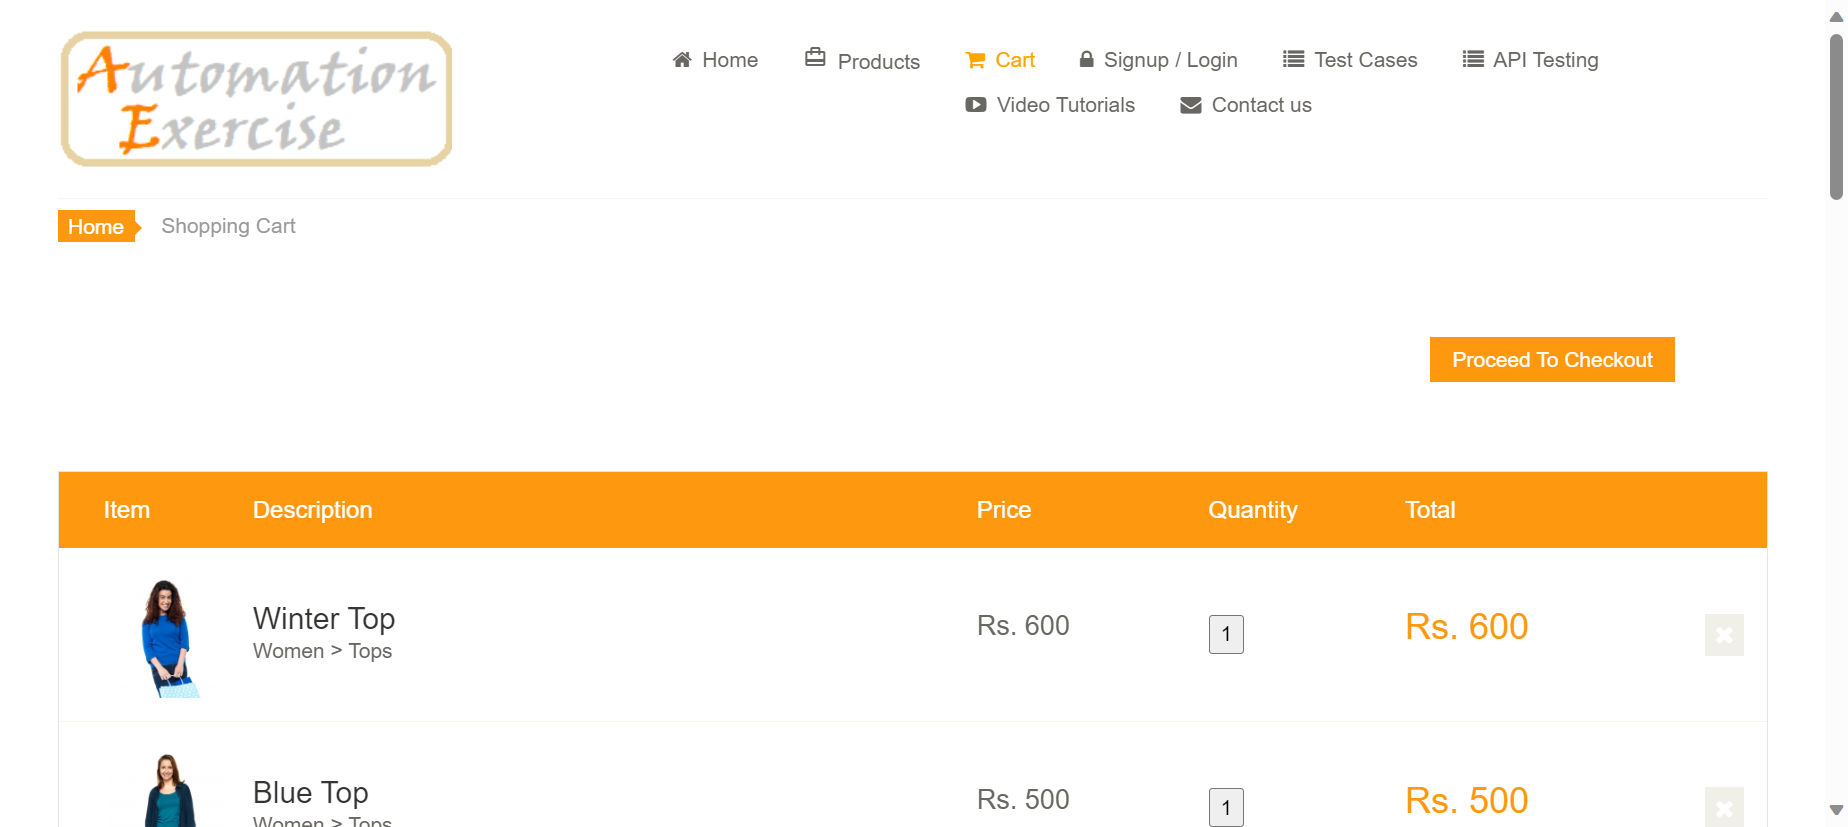 Automation
Exercise
Home
Products
Cart
Signup / Login
Test Cases
API Testing
Video Tutorials
Contact us
Home
Shopping Cart
Proceed To Checkout
Item Description Price Quantity Total
Winter Top
Women > Tops
Rs. 600
1
Rs. 600
Blue Top
Women > Tops
Rs. 500
1
Rs. 500